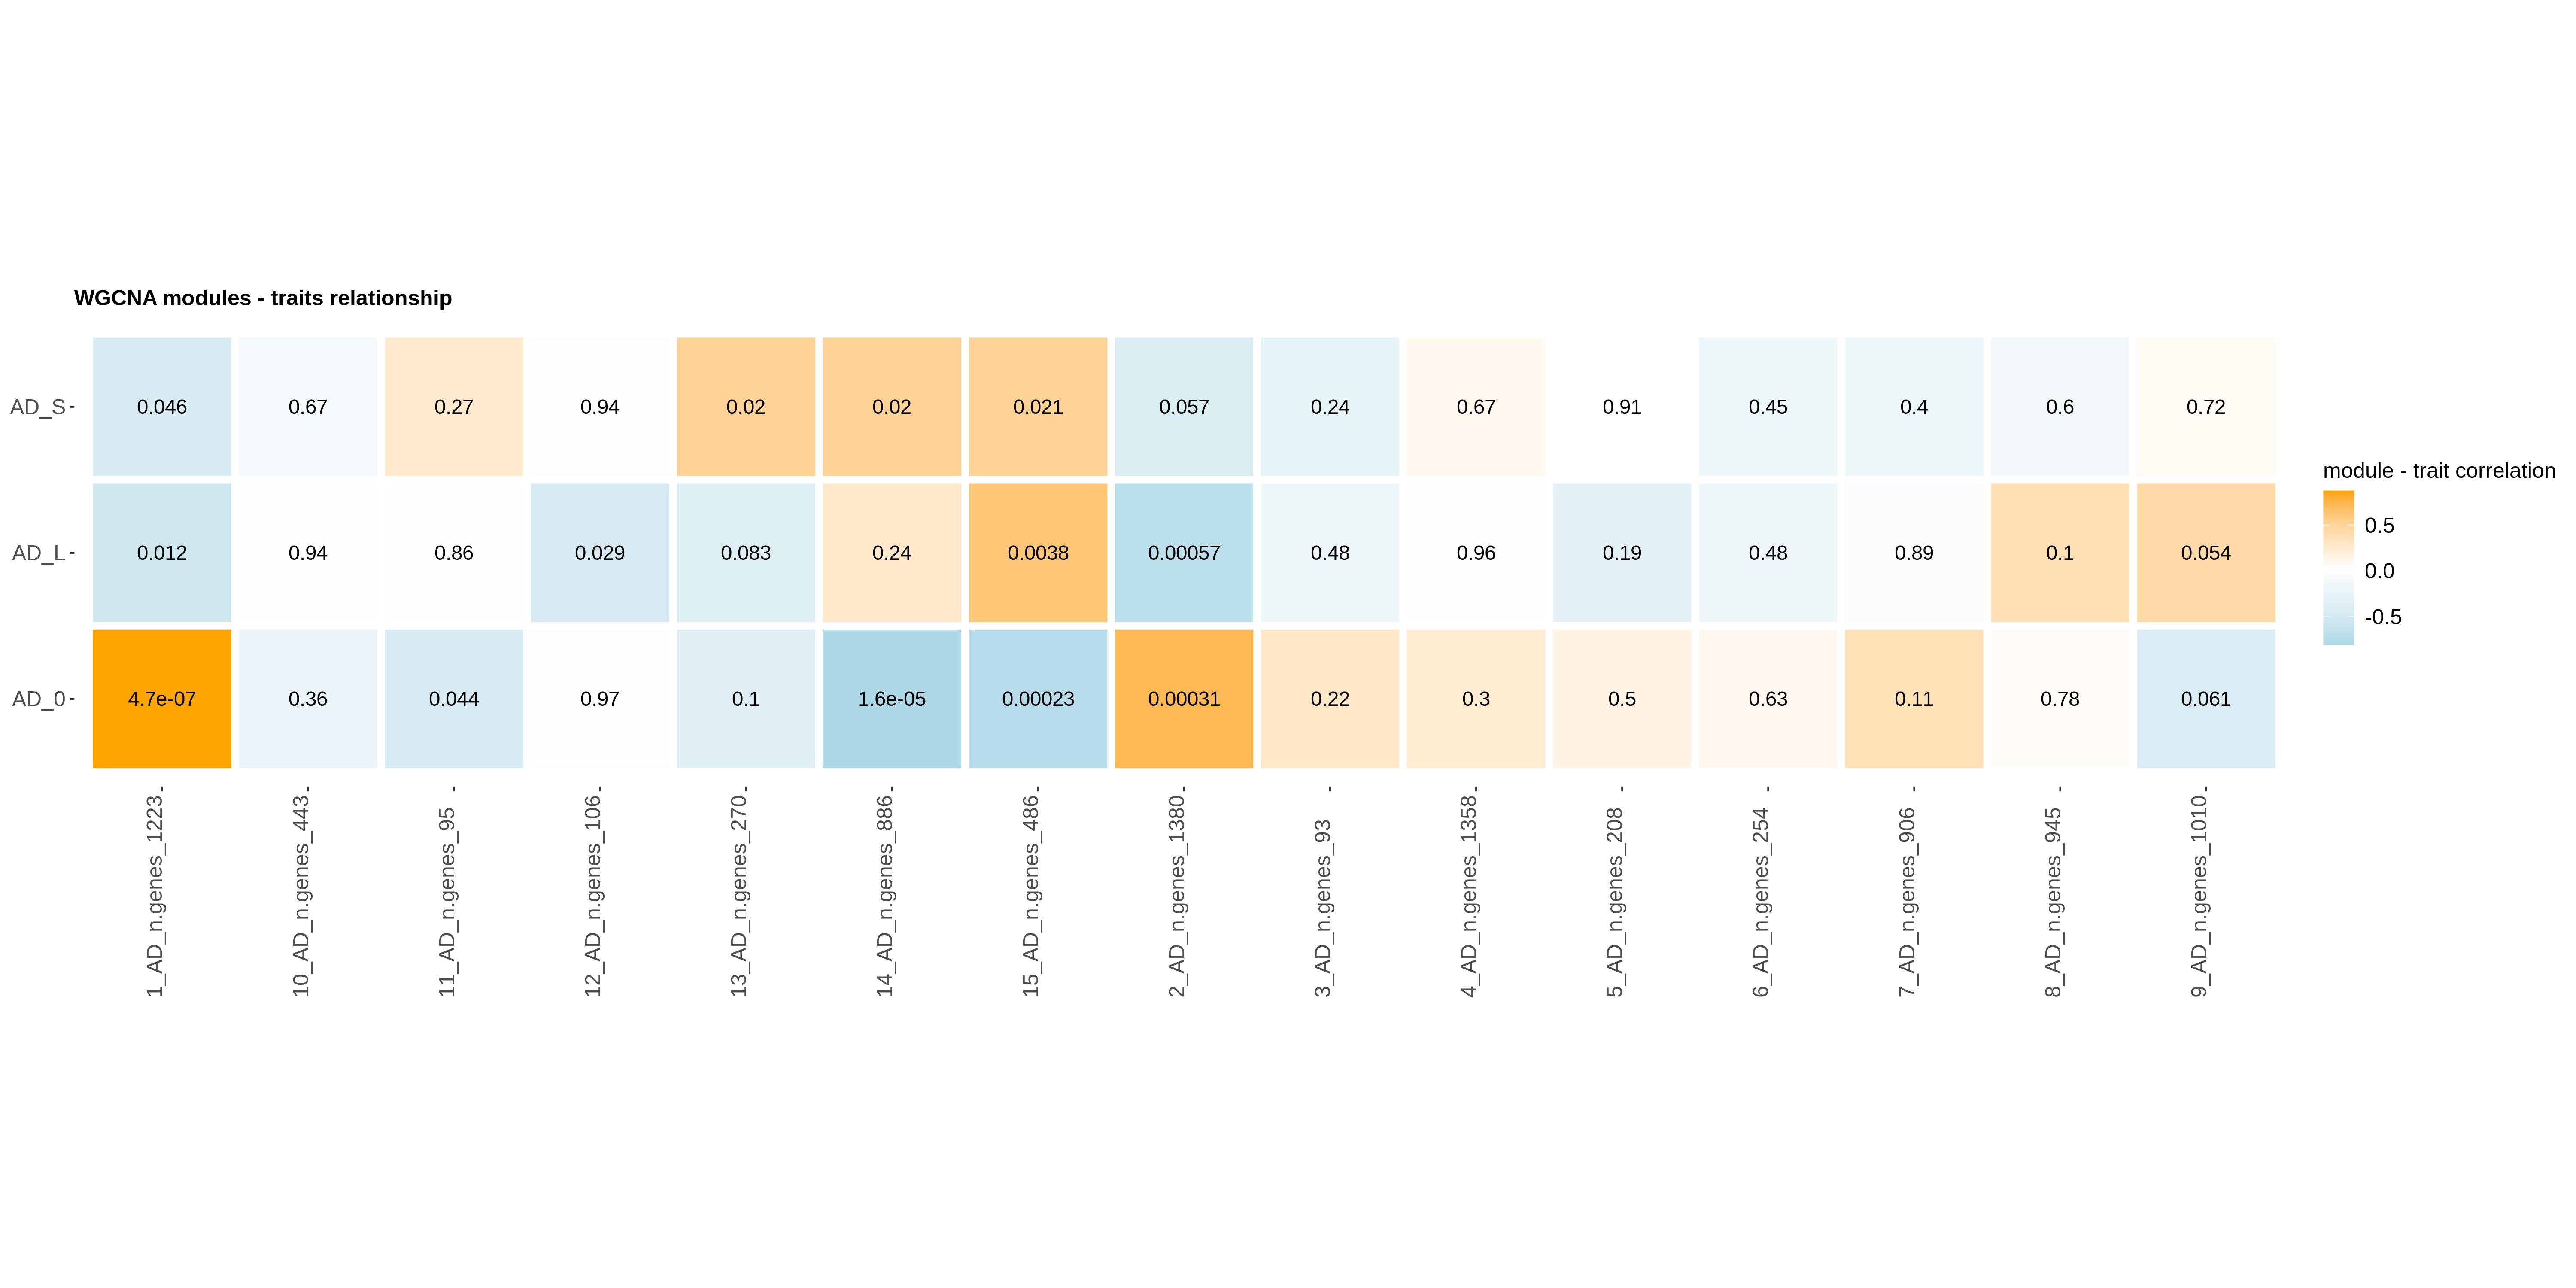 WGCNA modules - traits relationship
AD_S 0.046 0.67 0.27 0.94 0.02 0.02 0.021 0.057 0.24 0.67 0.91 0.45 0.4 0.6 0.72
AD_L 0.012 0.94 0.86 0.029 0.083 0.24 0.0038 0.00057 0.48 0.96 0.19 0.48 0.89 0.1 0.054
AD_0 4.7e-07 0.36 0.044 0.97 0.1 1.6e-05 0.00023 0.00031 0.22 0.3 0.5 0.63 0.11 0.78 0.061
1_AD_n.genes_1223
10_AD_n.genes_443
11_AD_n.genes_95
12_AD_n.genes_106
13_AD_n.genes_270
14_AD_n.genes_886
15_AD_n.genes_486
2_AD_n.genes_1380
3_AD_n.genes_93
4_AD_n.genes_1358
5_AD_n.genes_208
6_AD_n.genes_254
7_AD_n.genes_906
8_AD_n.genes_945
9_AD_n.genes_1010
module - trait correlation
0.5
0.0
-0.5